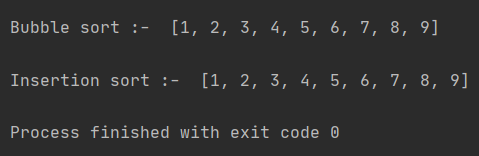 Bubble sort :-  [1, 2, 3, 4, 5, 6, 7, 8, 9]
Insertion sort :-  [1, 2, 3, 4, 5, 6, 7, 8, 9]
Process finished with exit code 0